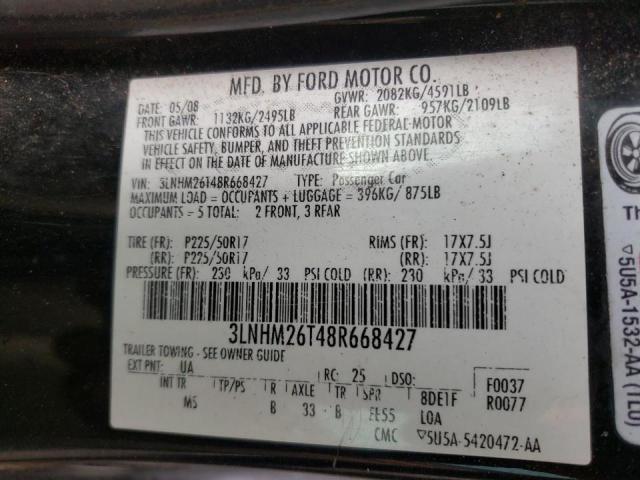 MFD. BY FORD MOTOR CO.
DATE: 05/08 GVWR: 2082KG/4591LB
FRONT GAWR: 1132KG/2495LB REAR GAWR: 957KG/2109LB
THIS VEHICLE CONFORMS TO ALL APPLICABLE FEDERAL MOTOR
VEHICLE SAFETY, BUMPER, AND THEFT PREVENTION STANDARDS
IN EFFECT ON THE DATE OF MANUFACTURE SHOWN ABOVE.
VIN: 3LNHM26T48R668427 TYPE: Passenger Car
MAXIMUM LOAD = OCCUPANTS + LUGGAGE = 396KG/ 875LB
OCCUPANTS = 5 TOTAL: 2 FRONT, 3 REAR
TIRE (FR): P225/50R17 RIMS (FR): 17X7.5J
(RR): P225/50R17 (RR): 17X7.5J
PRESSURE (FR): 230 kPa/ 33 PSI COLD (RR): 230 kPa/ 33 PSI COLD
3LNHM26T48R668427
TRAILER TOWING - SEE OWNER GUIDE
EXT PNT: UA RC: 25 DSO: F0037
INT TR TP/PS R AXLE TR SPR 8DE1F R0077
M5 B 33 B EE55 L0A
CMC ▽5U5A-5420472-AA
TH
▽5U5A-1532-AA (TLU)